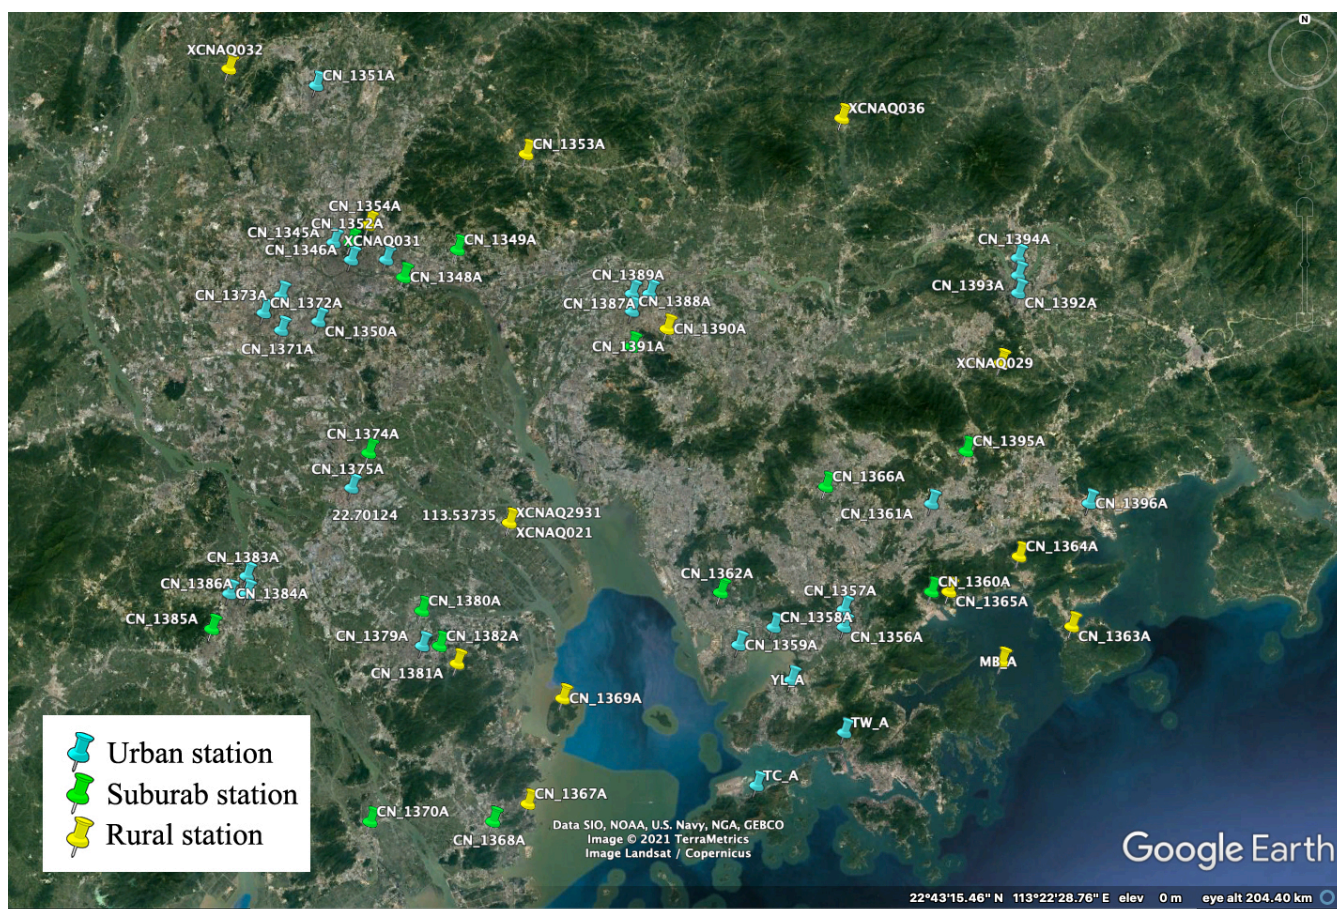 N
XCNAQ032
CN_1351A
XCNAQ036
CN_1353A
CN_1354A
CN_1352A
CN_1345A
XCNAQ031
CN_1346A
CN_1349A
CN_1348A
CN_1394A
CN_1389A
CN_1393A
CN_1373A
CN_1372A
CN_1387A
CN_1388A
CN_1392A
CN_1350A
CN_1390A
CN_1371A
CN_1391A
XCNAQ029
CN_1374A
CN_1395A
CN_1375A
CN_1366A
CN_1396A
22.70124
113.53735,
XCNAQ2931
CN_1361A
XCNAQ021
CN_1364A
CN_1383A
CN_1386A
CN_1384A
CN_1362A
CN_1357A
CN_1360A
CN_1365A
CN_1380A
CN_1385A
CN_1358A
CN_1379A
CN_1382A
CN_1359A
CN_1356A
CN_1363A
CN_1381A
MB_A
YL_A
CN_1369A
TW_A
TC_A
CN_1367A
CN_1370A
CN_1368A
Urban station
Suburab station
Rural station
Data SIO, NOAA, U.S. Navy, NGA, GEBCO
Image © 2021 TerraMetrics
Image Landsat / Copernicus
Google Earth
22°43'15.46" N 113°22'28.76" E elev 0 m eye alt 204.40 km